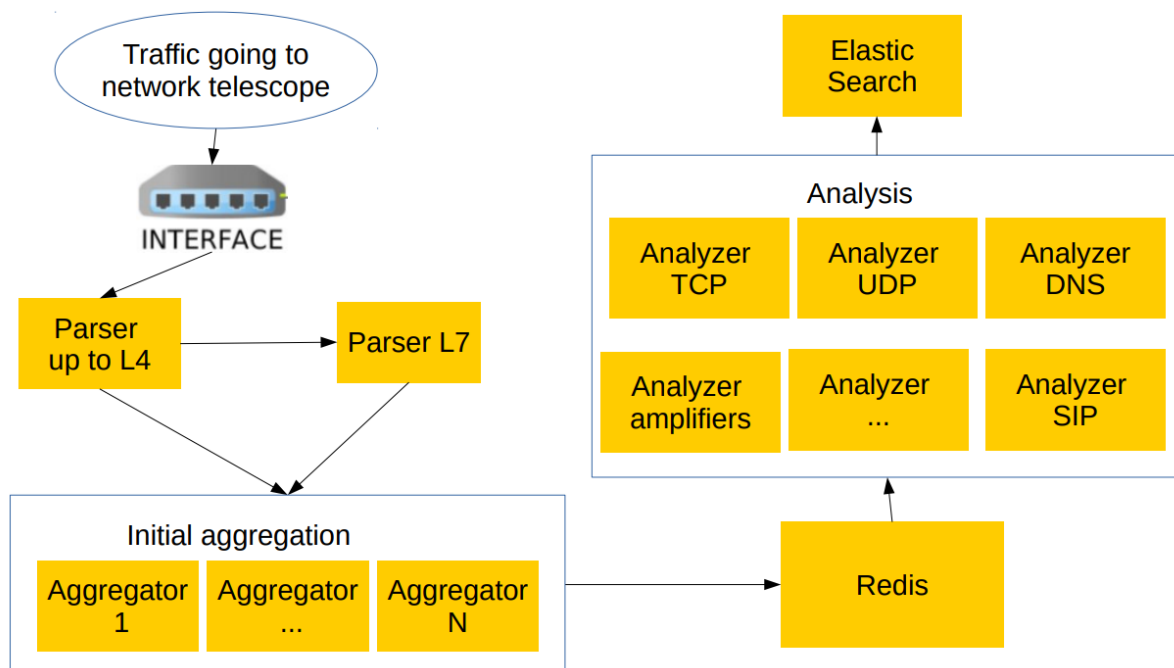 Traffic going to
network telescope
INTERFACE
Parser
up to L4
Parser L7
Initial aggregation
Aggregator
1
Aggregator
...
Aggregator
N
Redis
Analysis
Analyzer
TCP
Analyzer
UDP
Analyzer
DNS
Analyzer
amplifiers
Analyzer
...
Analyzer
SIP
Elastic
Search